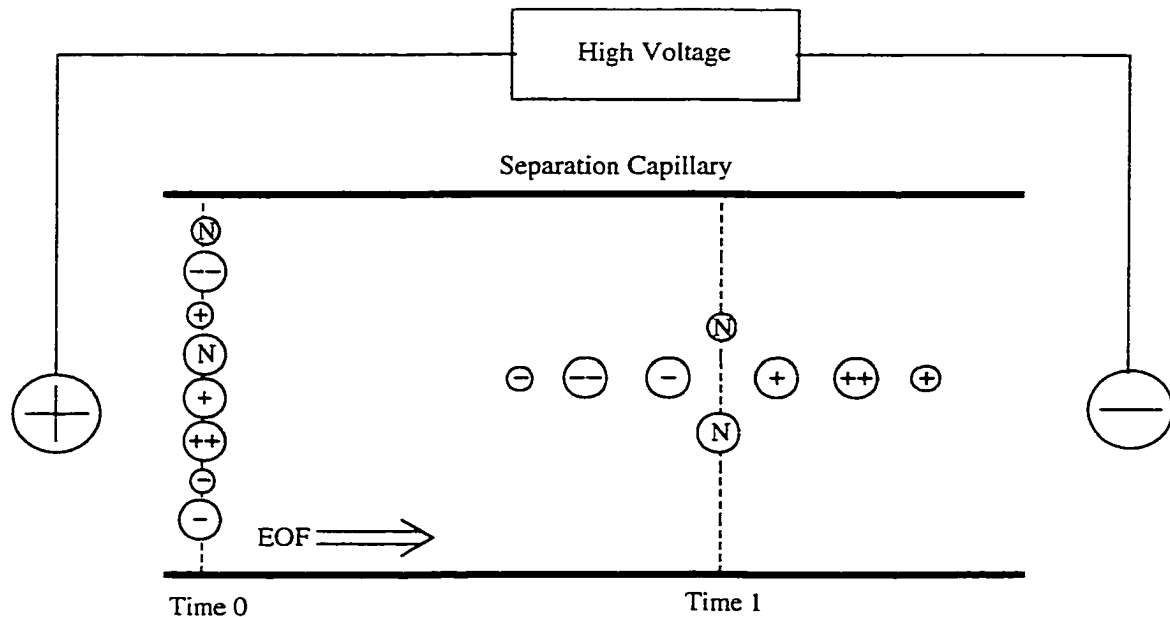 High Voltage
Separation Capillary
N
--
+
N
+
++
-
-
N
- -- - + ++ +
N
+
-
EOF
Time 0
Time 1